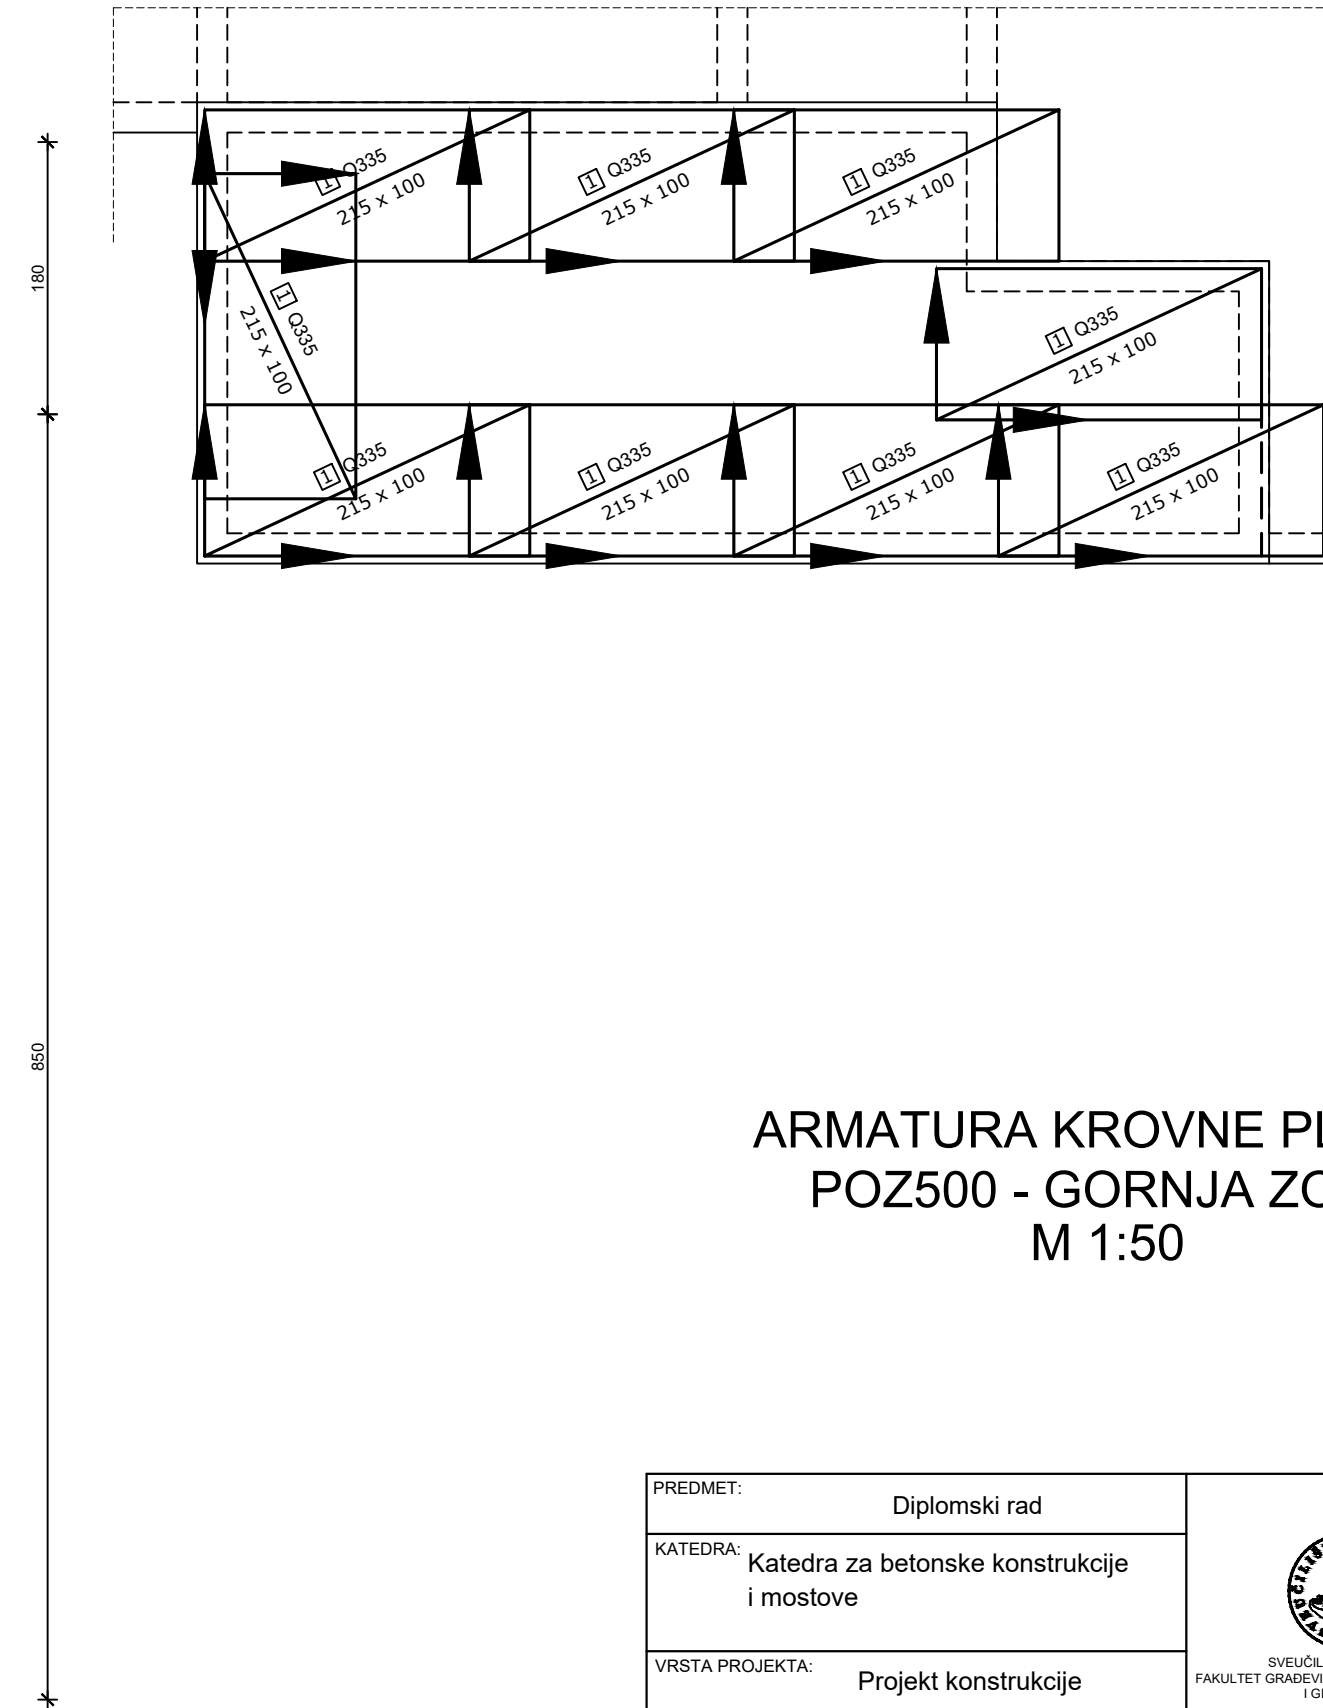 1 Q335
215 x 100
1 Q335
215 x 100
1 Q335
215 x 100
180
1 Q335
215 x 100
1 Q335
215 x 100
1 Q335
215 x 100
1 Q335
215 x 100
1 Q335
215 x 100
1 Q335
215 x 100
850
ARMATURA KROVNE PL
POZ500 - GORNJA ZO
M 1:50
PREDMET:
Diplomski rad
KATEDRA:
Katedra za betonske konstrukcije
i mostove
SVEUČIL
FAKULTET GRAĐEVI
I G
VRSTA PROJEKTA:
Projekt konstrukcije